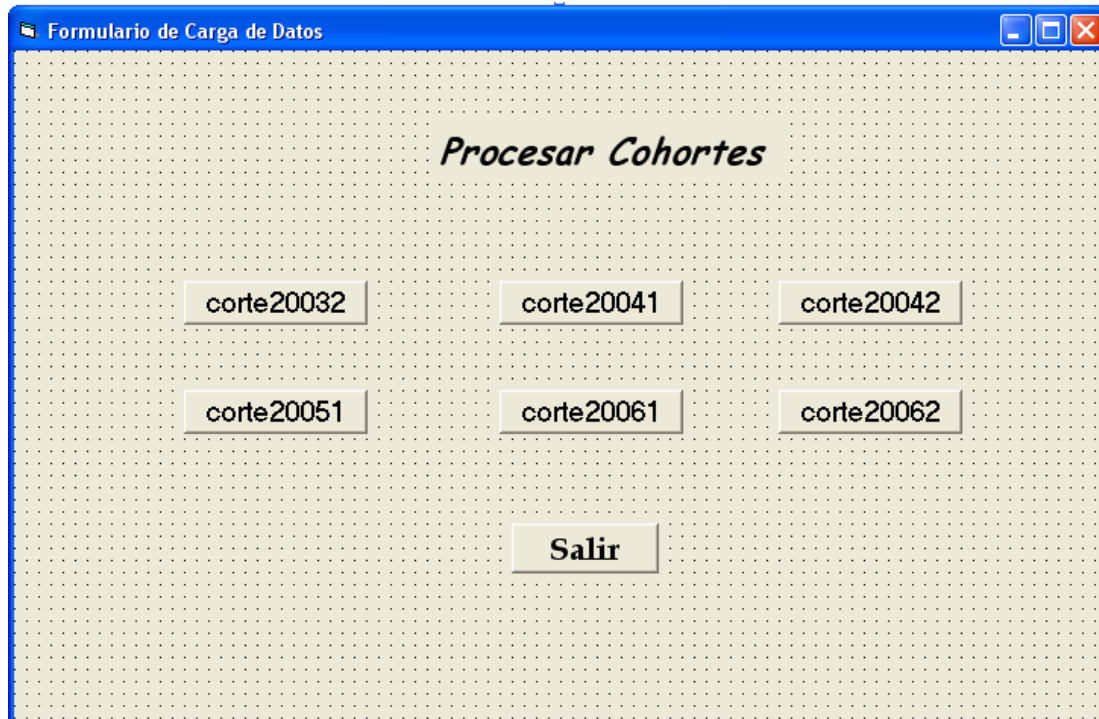 Formulario de Carga de Datos
Procesar Cohortes
corte20032 corte20041 corte20042
corte20051 corte20061 corte20062
Salir